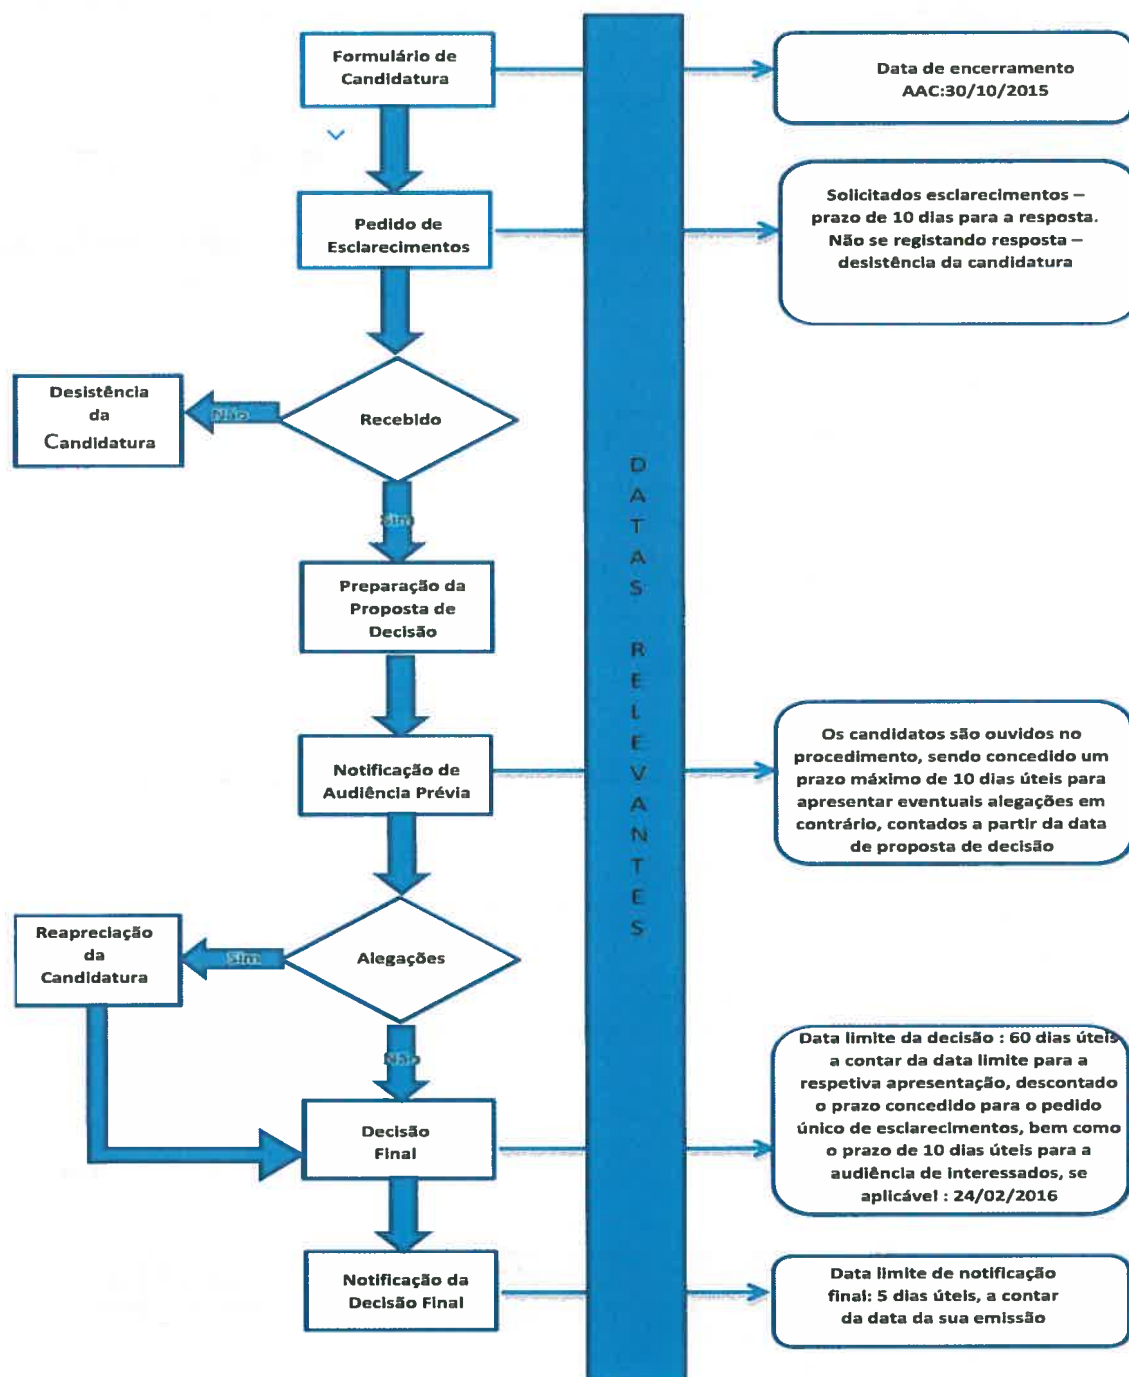 Formulário de
Candidatura
Data de encerramento
AAC:30/10/2015
Pedido de
Esclarecimentos
Solicitados esclarecimentos –
prazo de 10 dias para a resposta.
Não se registando resposta –
desistência da candidatura
Desistência
da
Candidatura
Não
Recebido
Sim
Preparação da
Proposta de
Decisão
DATAS RELEVANTES
Notificação de
Audiência Prévia
Os candidatos são ouvidos no
procedimento, sendo concedido um
prazo máximo de 10 dias úteis para
apresentar eventuais alegações em
contrário, contados a partir da data
de proposta de decisão
Reapreciação
da
Candidatura
Sim
Alegações
Não
Decisão
Final
Data limite da decisão : 60 dias úteis
a contar da data limite para a
respetiva apresentação, descontado
o prazo concedido para o pedido
único de esclarecimentos, bem como
o prazo de 10 dias úteis para a
audiência de interessados, se
aplicável : 24/02/2016
Notificação da
Decisão Final
Data limite de notificação
final: 5 dias úteis, a contar
da data da sua emissão